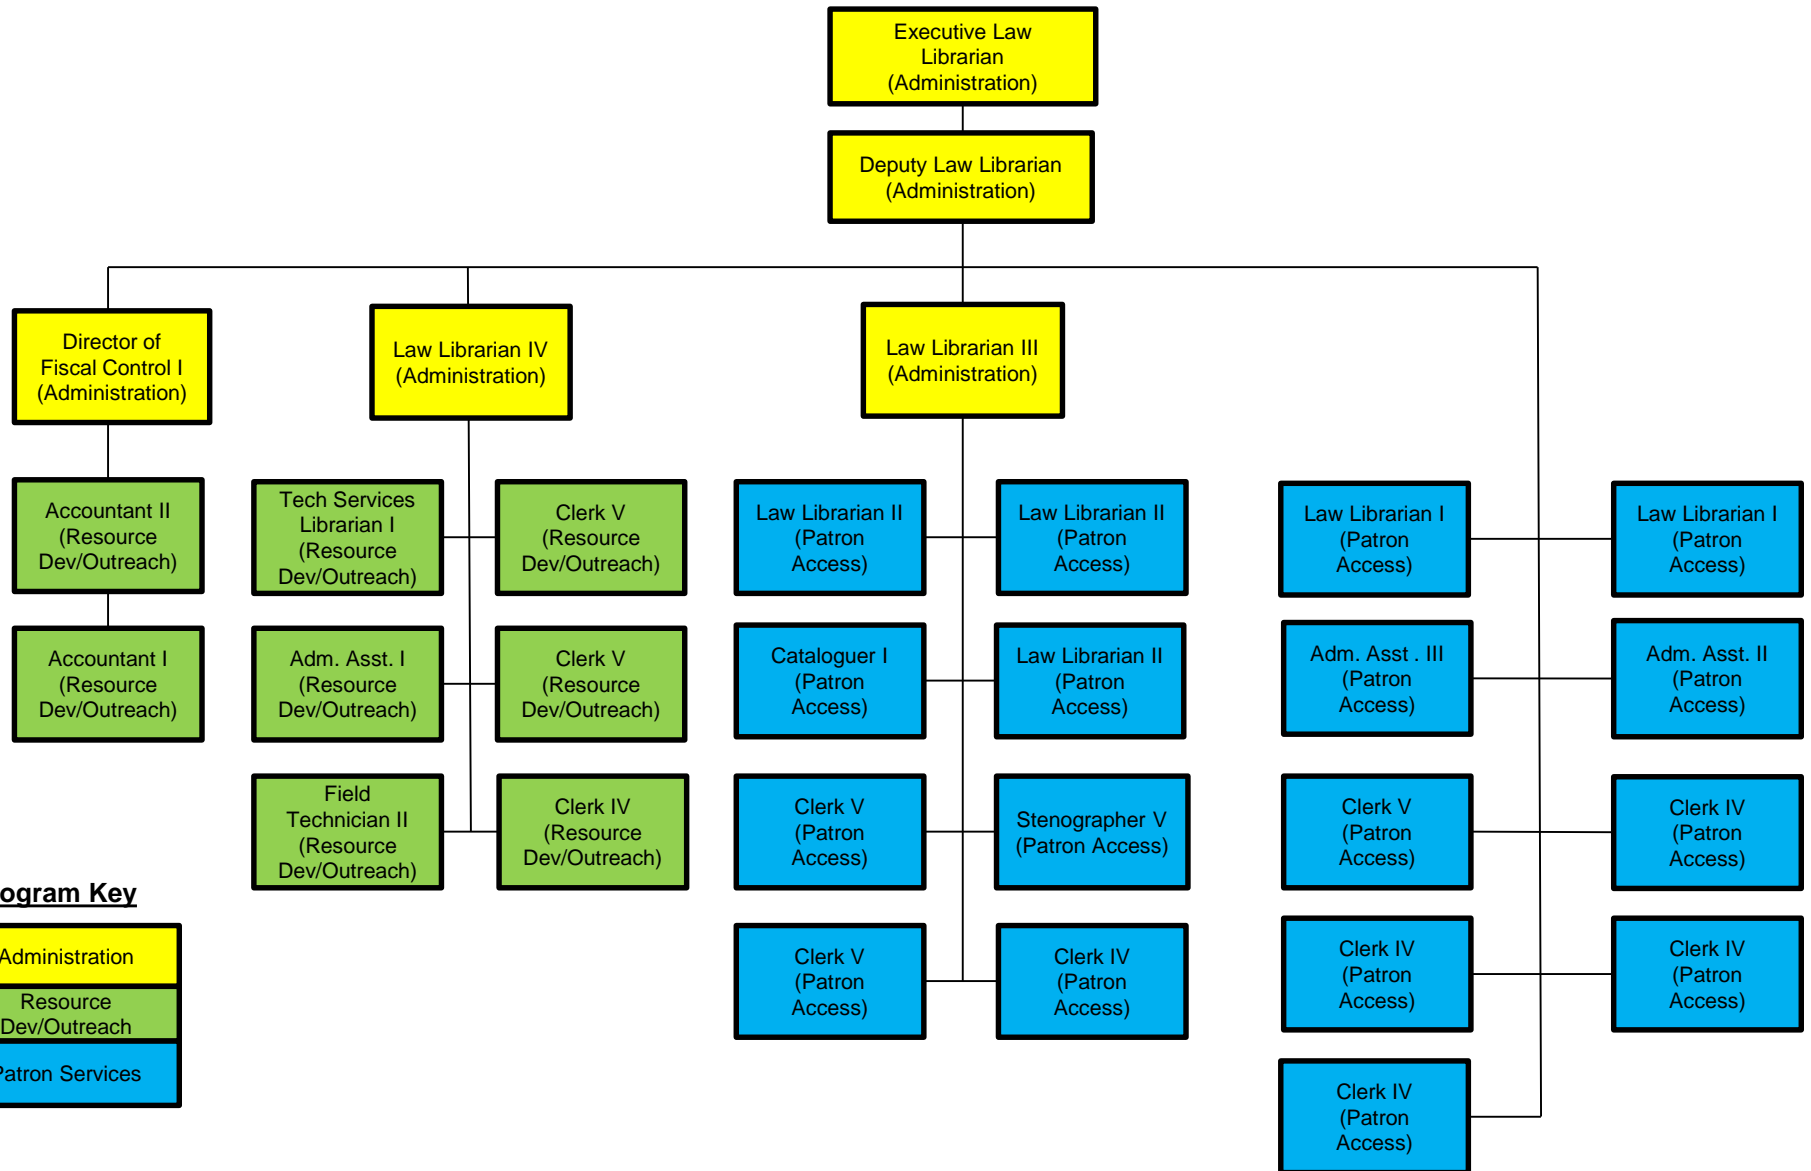 Executive Law
Librarian
(Administration)
Deputy Law Librarian
(Administration)
Director of
Fiscal Control I
(Administration)
Law Librarian IV
(Administration)
Law Librarian III
(Administration)
Accountant II
(Resource
Dev/Outreach)
Tech Services
Librarian I
(Resource
Dev/Outreach)
Clerk V
(Resource
Dev/Outreach)
Law Librarian II
(Patron
Access)
Law Librarian II
(Patron
Access)
Law Librarian I
(Patron
Access)
Law Librarian I
(Patron
Access)
Accountant I
(Resource
Dev/Outreach)
Adm. Asst. I
(Resource
Dev/Outreach)
Clerk V
(Resource
Dev/Outreach)
Cataloguer I
(Patron
Access)
Law Librarian II
(Patron
Access)
Adm. Asst . III
(Patron
Access)
Adm. Asst. II
(Patron
Access)
Field
Technician II
(Resource
Dev/Outreach)
Clerk IV
(Resource
Dev/Outreach)
Clerk V
(Patron
Access)
Stenographer V
(Patron Access)
Clerk V
(Patron
Access)
Clerk IV
(Patron
Access)
Clerk V
(Patron
Access)
Clerk IV
(Patron
Access)
Clerk IV
(Patron
Access)
Clerk IV
(Patron
Access)
Clerk IV
(Patron
Access)
ogram Key
Administration
Resource
Dev/Outreach
Patron Services